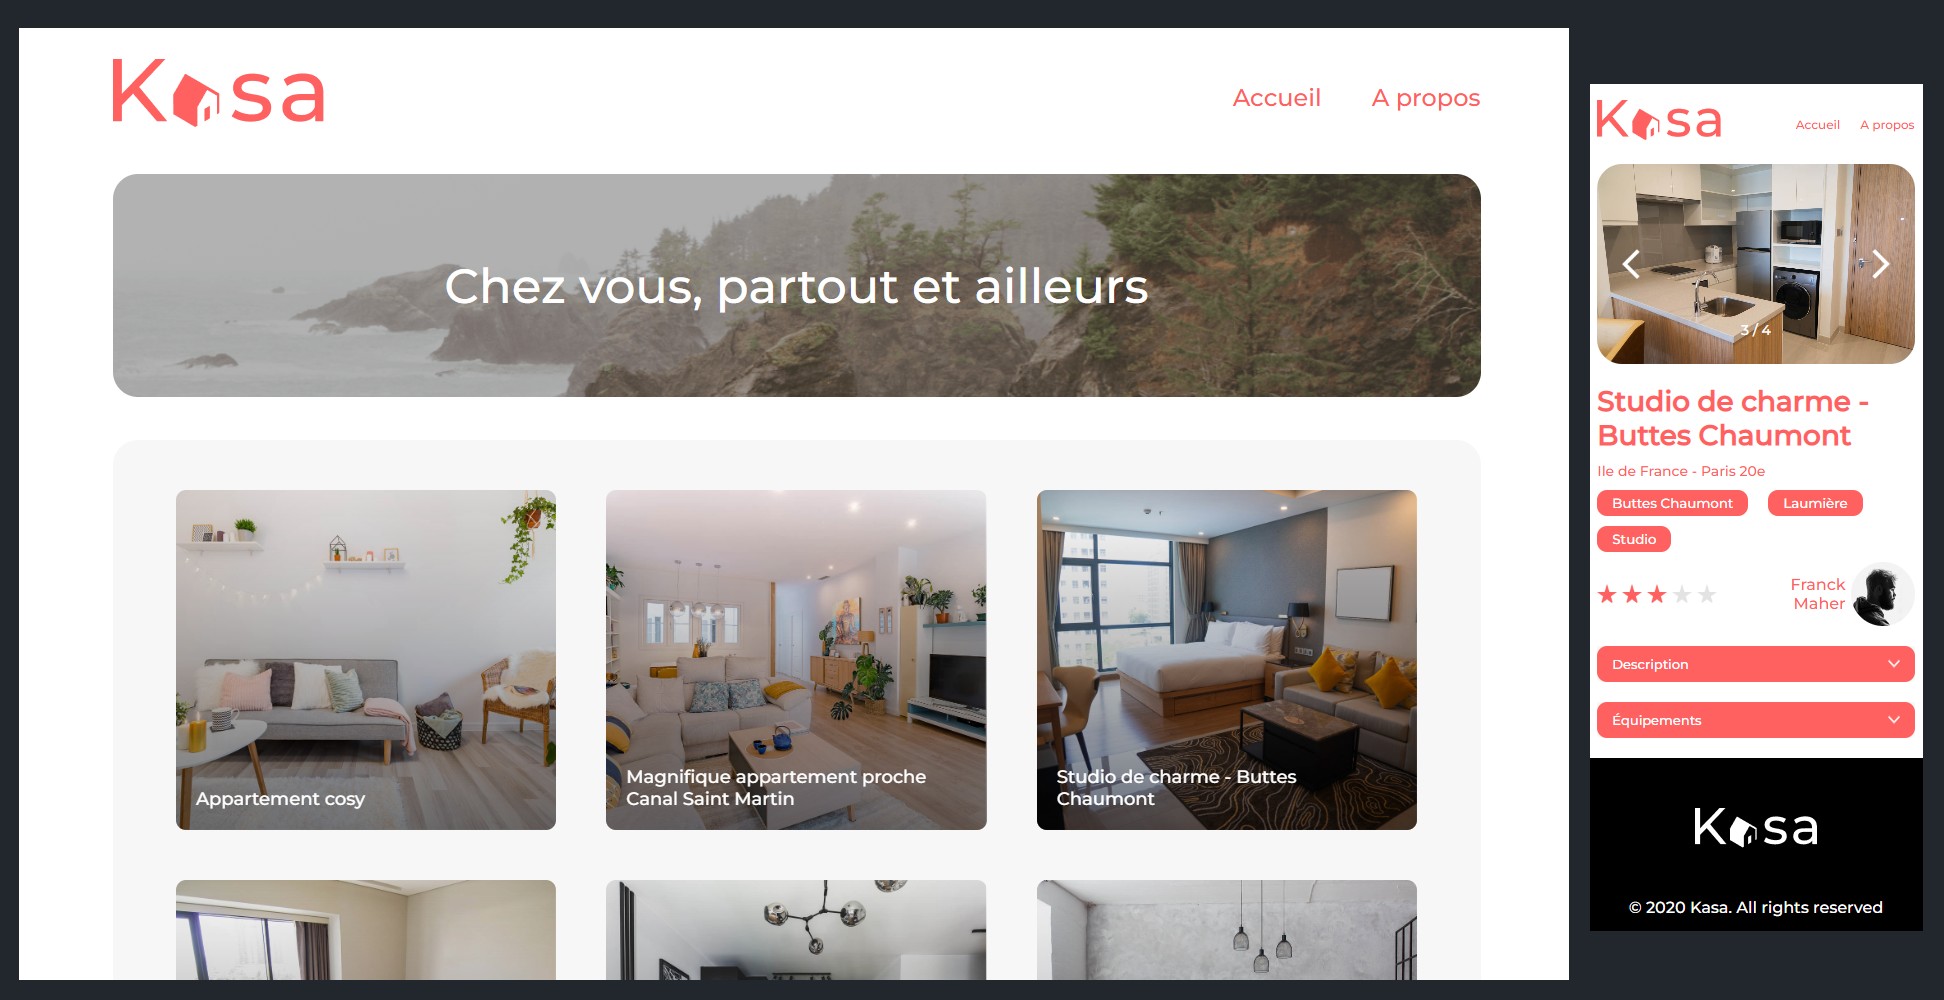 Kasa
Accueil
A propos
Chez vous, partout et ailleurs
Appartement cosy
Magnifique appartement proche
Canal Saint Martin
Studio de charme - Buttes
Chaumont
Kasa
Accueil
A propos
3 / 4
Studio de charme -
Buttes Chaumont
Ile de France - Paris 20e
Buttes Chaumont
Laumière
Studio
Franck
Maher
Description
Équipements
Kasa
© 2020 Kasa. All rights reserved